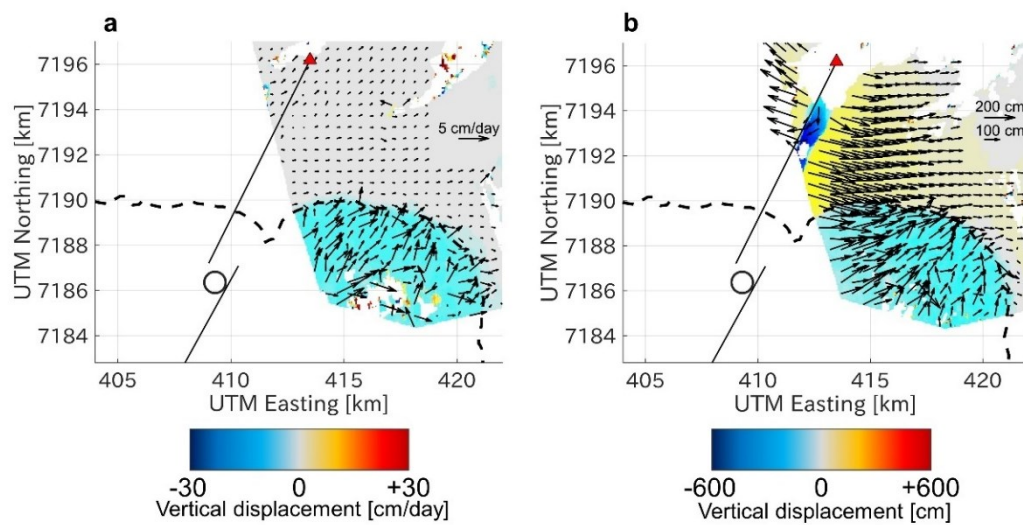 a
7196
7194
7192
7190
7188
7186
7184
UTM Northing [km]
5 cm/day
405
410
415
420
UTM Easting [km]
-30
0
+30
Vertical displacement [cm/day]
b
7196
7194
7192
7190
7188
7186
7184
UTM Northing [km]
200 cm
100 cm
405
410
415
420
UTM Easting [km]
-600
0
+600
Vertical displacement [cm]